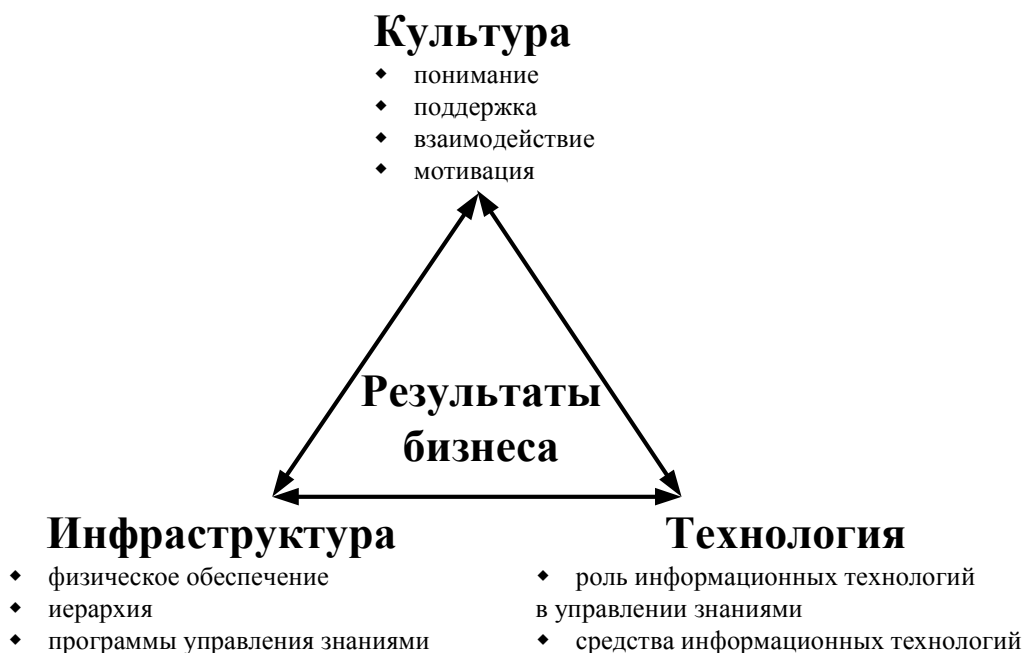 Культура
◆ понимание
◆ поддержка
◆ взаимодействие
◆ мотивация
Результаты
бизнеса
Инфраструктура
◆ физическое обеспечение
◆ иерархия
◆ программы управления знаниями
Технология
◆ роль информационных технологий
в управлении знаниями
◆ средства информационных технологий